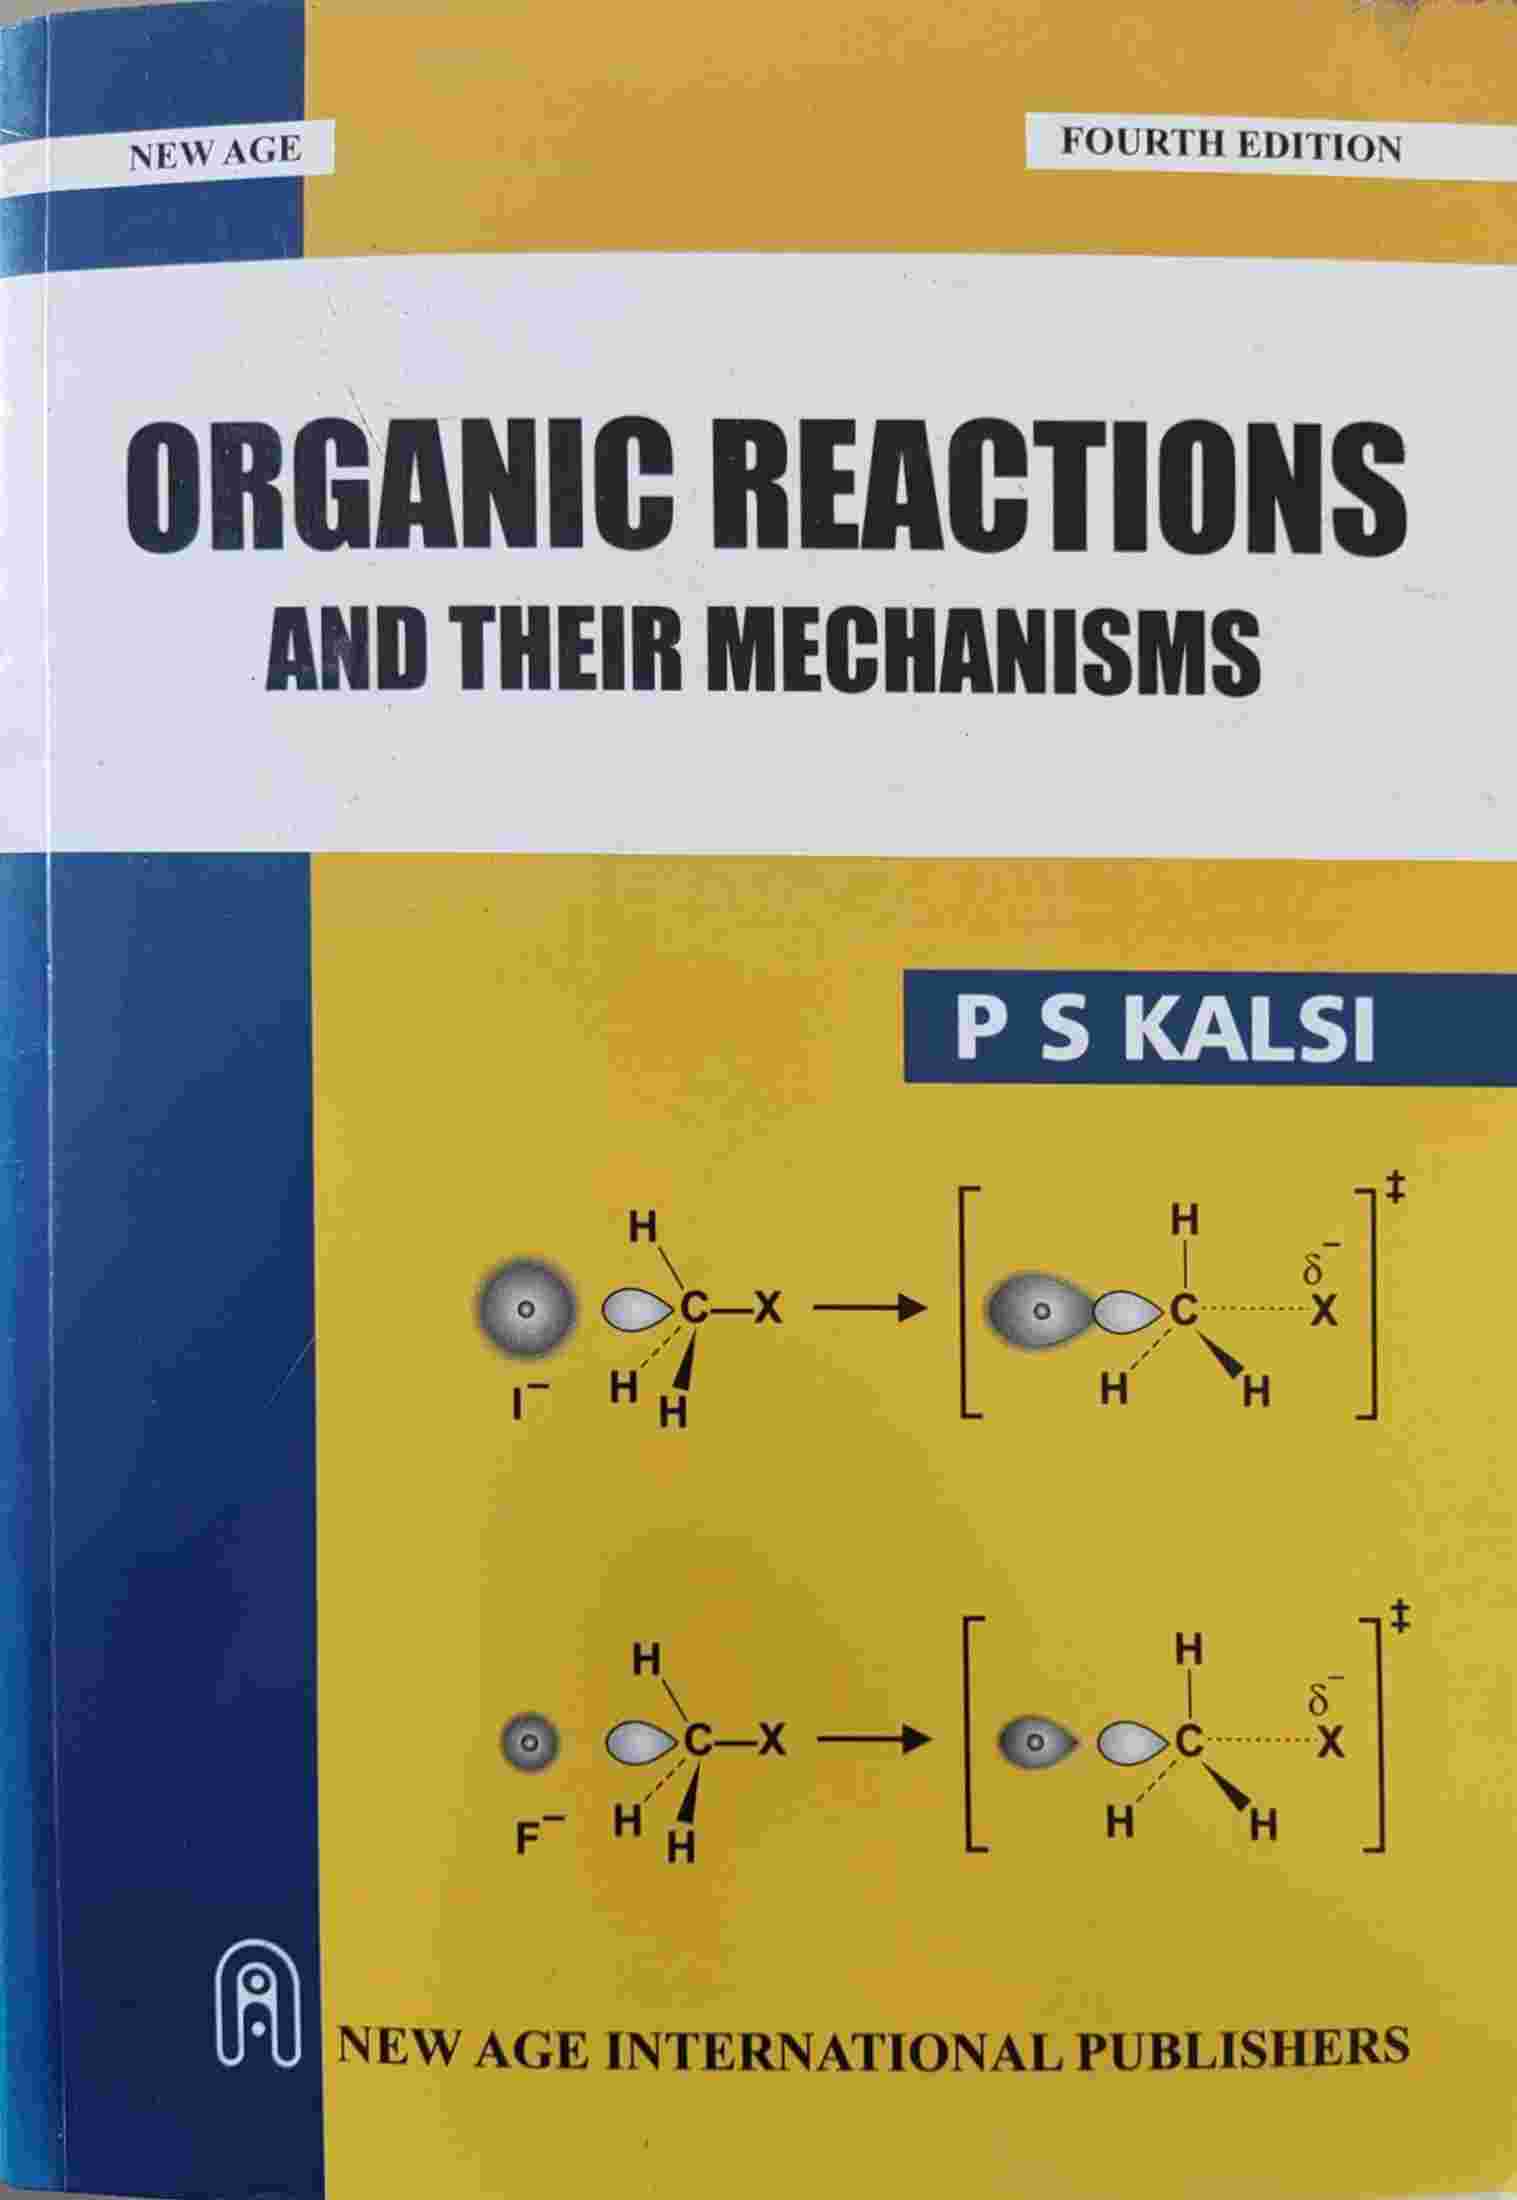 NEW AGE
FOURTH EDITION
ORGANIC REACTIONS
AND THEIR MECHANISMS
P S KALSI
H
C—X
H
H
I⁻
H
δ⁻
C X
H
H
‡
H
C—X
H
H
F⁻
H
δ⁻
C X
H
H
‡
NEW AGE INTERNATIONAL PUBLISHERS